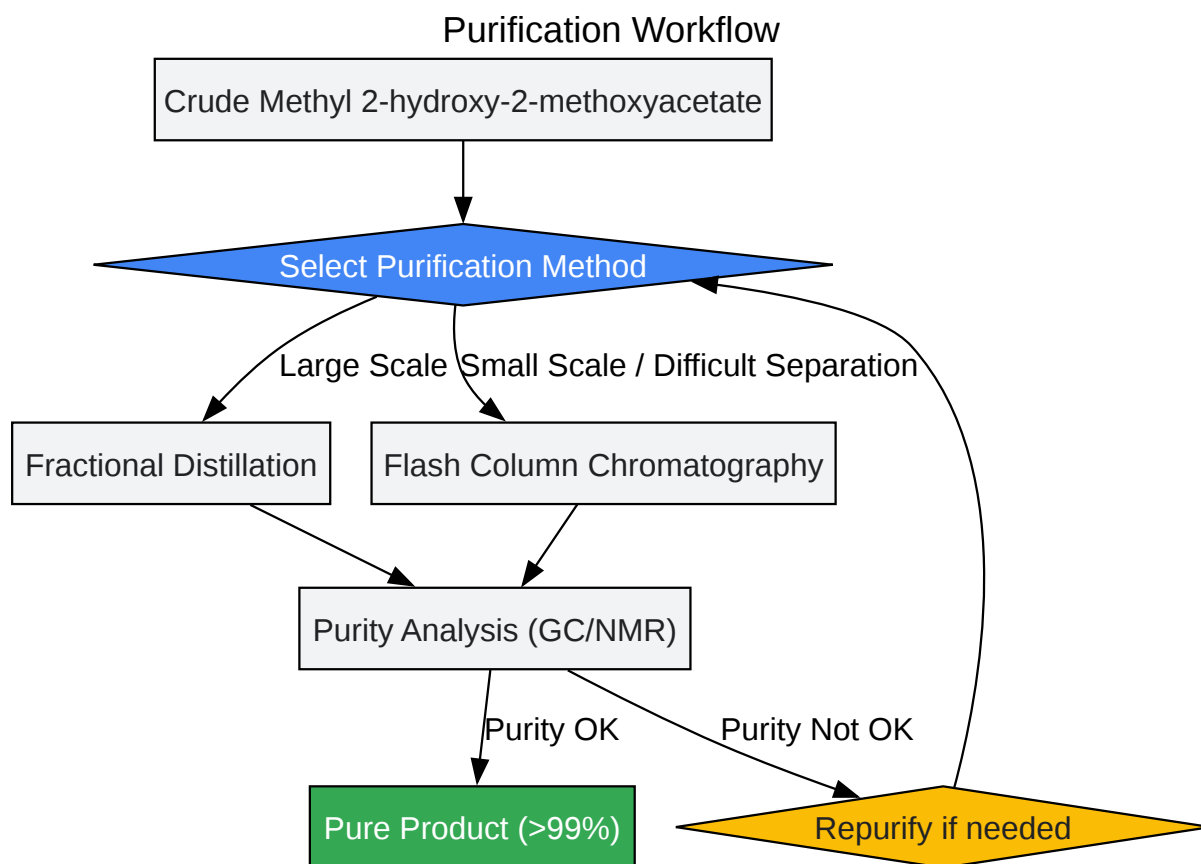 Purification Workflow
Crude Methyl 2-hydroxy-2-methoxyacetate
Select Purification Method
Large Scale
Small Scale / Difficult Separation
Fractional Distillation
Flash Column Chromatography
Purity Analysis (GC/NMR)
Purity OK
Purity Not OK
Pure Product (>99%)
Repurify if needed